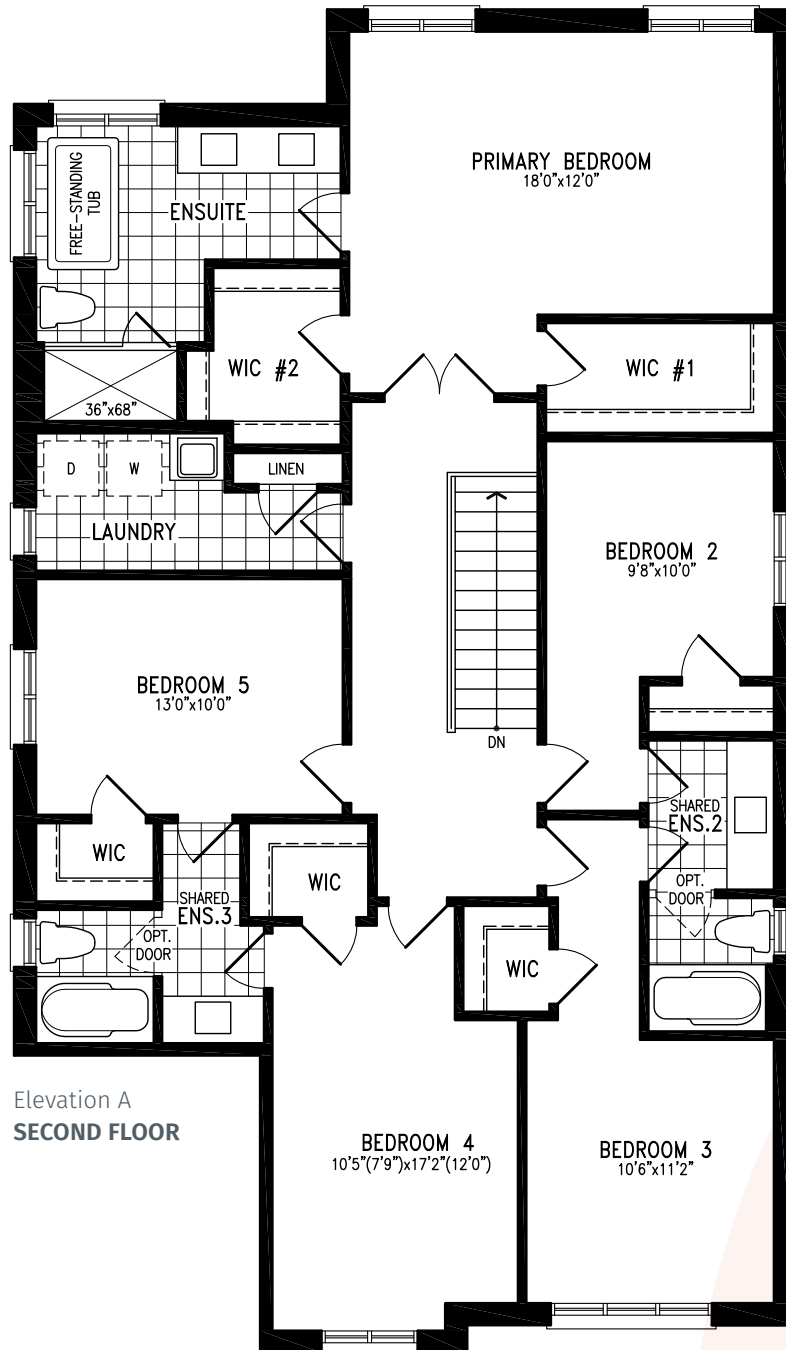 PRIMARY BEDROOM
18'0"x12'0"
FREE-STANDING
TUB
ENSUITE
WIC #2
WIC #1
36"x68"
D
W
LINEN
LAUNDRY
BEDROOM 2
9'8"x10'0"
BEDROOM 5
13'0"x10'0"
DN
SHARED
ENS.2
OPT.
DOOR
WIC
WIC
SHARED
ENS.3
OPT.
DOOR
WIC
Elevation A
SECOND FLOOR
BEDROOM 4
10'5"(7'9")x17'2"(12'0")
BEDROOM 3
10'6"x11'2"